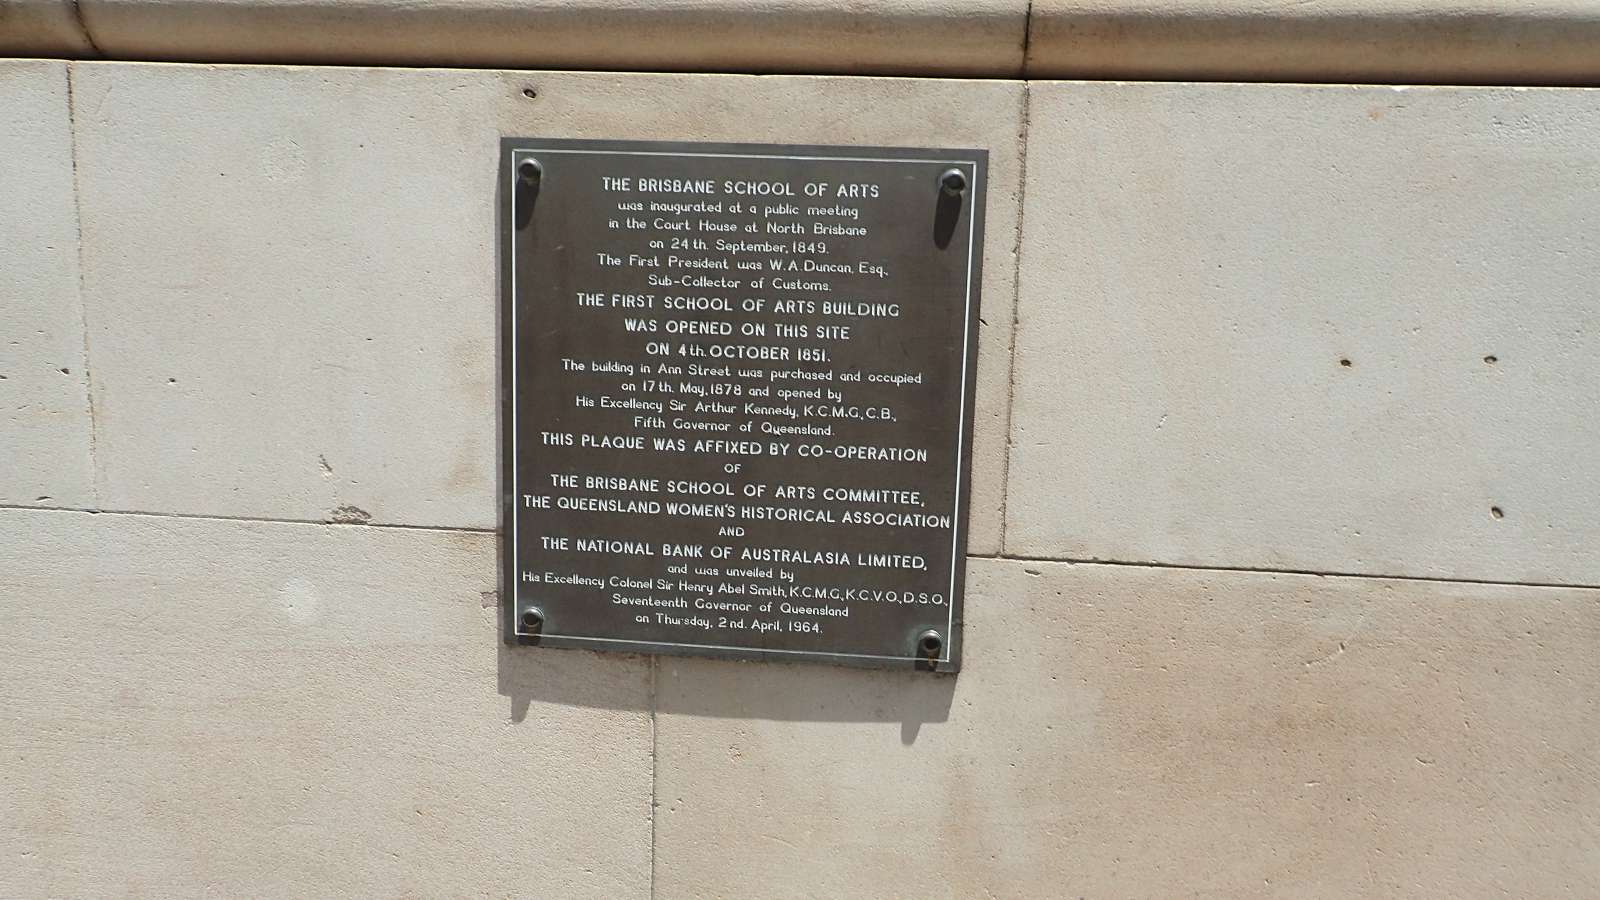 THE BRISBANE SCHOOL OF ARTS
was inaugurated at a public meeting
in the Court House at North Brisbane
on 24th. September, 1849.
The First President was W.A.Duncan, Esq.,
Sub-Collector of Customs.
THE FIRST SCHOOL OF ARTS BUILDING
WAS OPENED ON THIS SITE
ON 4th. OCTOBER 1851.
The building in Ann Street was purchased and occupied
on 17th. May, 1878 and opened by
His Excellency Sir Arthur Kennedy, K.C.M.G., C.B.,
Fifth Governor of Queensland.
THIS PLAQUE WAS AFFIXED BY CO-OPERATION
OF
THE BRISBANE SCHOOL OF ARTS COMMITTEE,
THE QUEENSLAND WOMEN'S HISTORICAL ASSOCIATION
AND
THE NATIONAL BANK OF AUSTRALASIA LIMITED,
and was unveiled by
His Excellency Colonel Sir Henry Abel Smith, K.C.M.G., K.C.V.O., D.S.O.,
Seventeenth Governor of Queensland
on Thursday, 2nd. April, 1964.